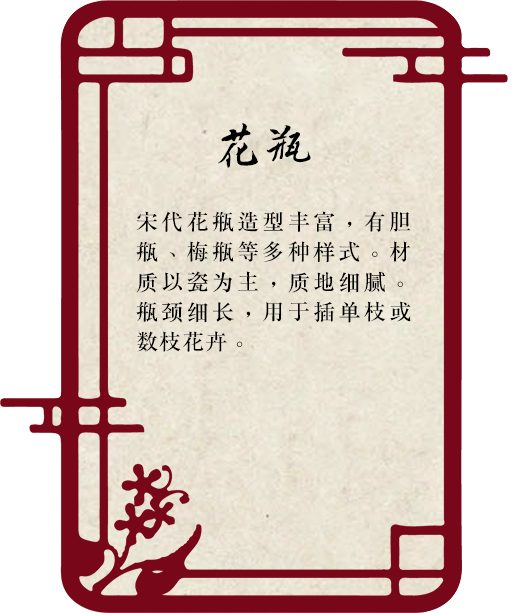 花瓶
宋代花瓶造型丰富，有胆
瓶、梅瓶等多种样式。材
质以瓷为主，质地细腻。
瓶颈细长，用于插单枝或
数枝花卉。